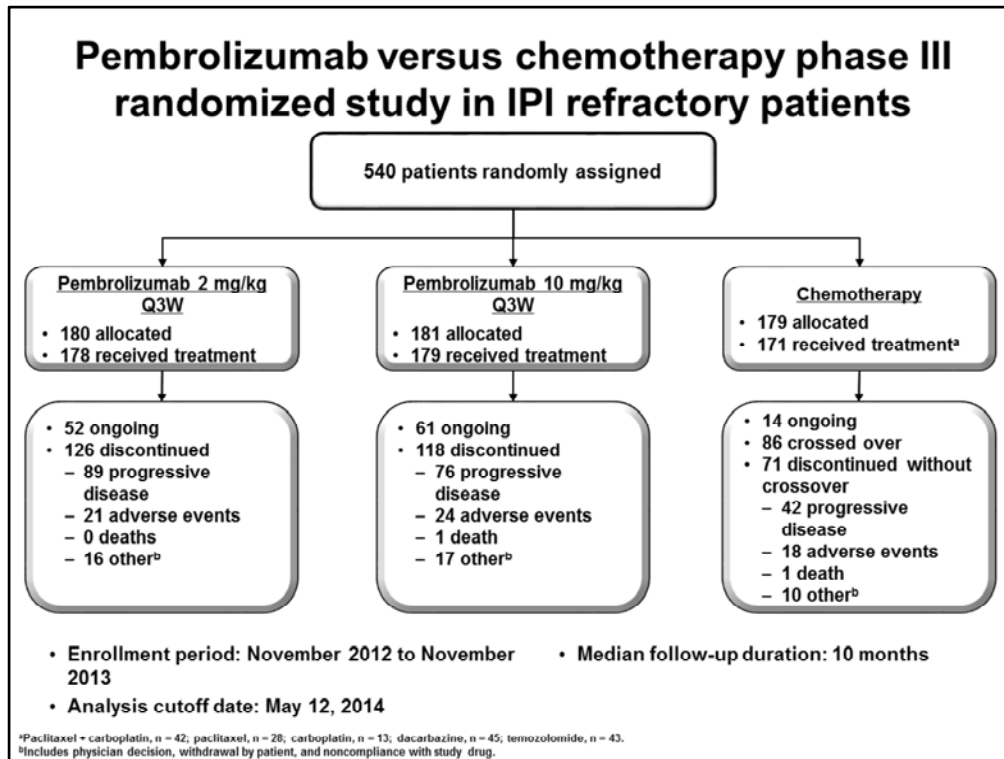 Pembrolizumab versus chemotherapy phase III
randomized study in IPI refractory patients
540 patients randomly assigned
Pembrolizumab 2 mg/kg
Q3W
• 180 allocated
• 178 received treatment
Pembrolizumab 10 mg/kg
Q3W
• 181 allocated
• 179 received treatment
Chemotherapy
• 179 allocated
• 171 received treatmentᵃ
• 52 ongoing
• 126 discontinued
– 89 progressive
disease
– 21 adverse events
– 0 deaths
– 16 otherᵇ
• 61 ongoing
• 118 discontinued
– 76 progressive
disease
– 24 adverse events
– 1 death
– 17 otherᵇ
• 14 ongoing
• 86 crossed over
• 71 discontinued without
crossover
– 42 progressive
disease
– 18 adverse events
– 1 death
– 10 otherᵇ
• Enrollment period: November 2012 to November
2013
• Analysis cutoff date: May 12, 2014
• Median follow-up duration: 10 months
ᵃPaclitaxel + carboplatin, n = 42; paclitaxel, n = 28; carboplatin, n = 13; dacarbazine, n = 45; temozolomide, n = 43.
ᵇIncludes physician decision, withdrawal by patient, and noncompliance with study drug.